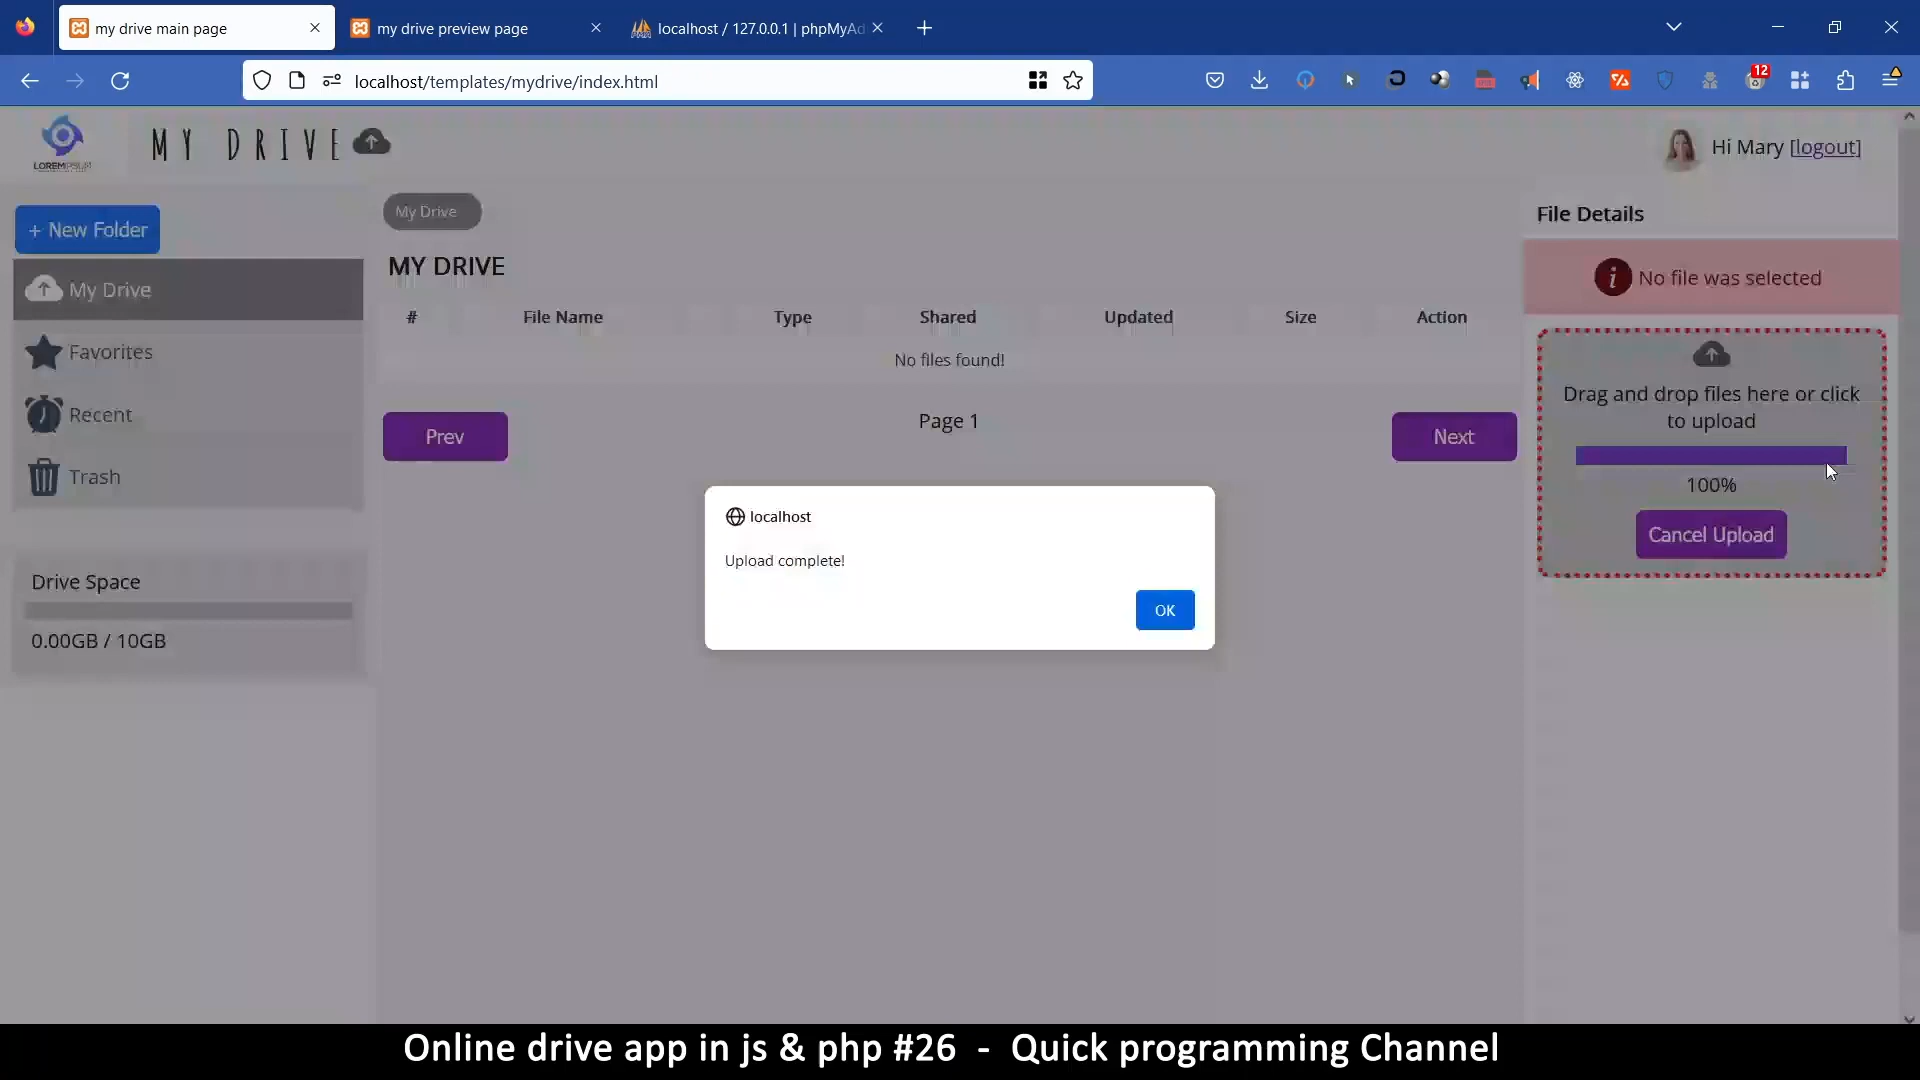 my drive main page
my drive preview page
localhost / 127.0.0.1 | phpMyAd
localhost/templates/mydrive/index.html
12
LOREMIPSUM
MY DRIVE
Hi Mary [logout]
+ New Folder
My Drive
Favorites
Recent
Trash
Drive Space
0.00GB / 10GB
My Drive
MY DRIVE
# File Name Type Shared Updated Size Action
No files found!
Prev
Page 1
Next
localhost
Upload complete!
OK
File Details
No file was selected
Drag and drop files here or click
to upload
100%
Cancel Upload
Online drive app in js & php #26 - Quick programming Channel